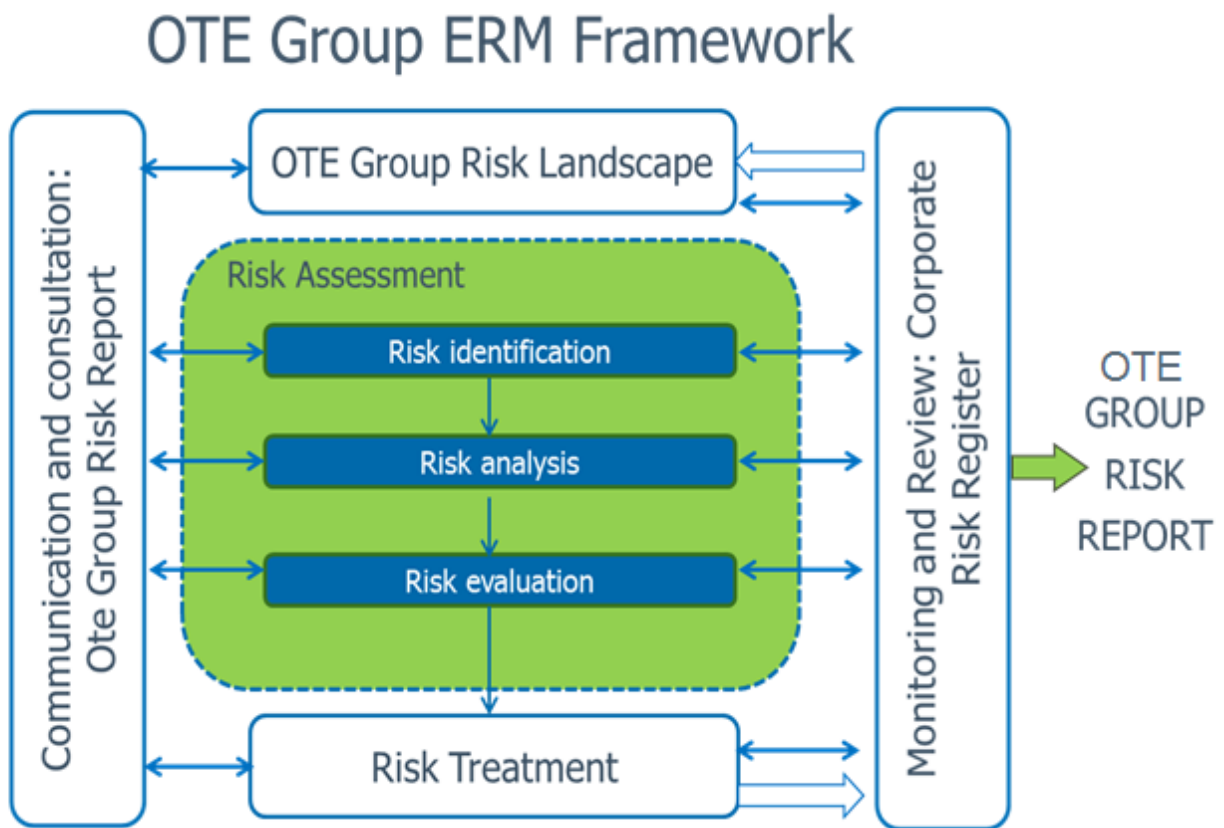 OTE Group ERM Framework
Communication and consultation:
Ote Group Risk Report
OTE Group Risk Landscape
Risk Assessment
Risk identification
Risk analysis
Risk evaluation
Risk Treatment
Monitoring and Review: Corporate
Risk Register
OTE
GROUP
RISK
REPORT